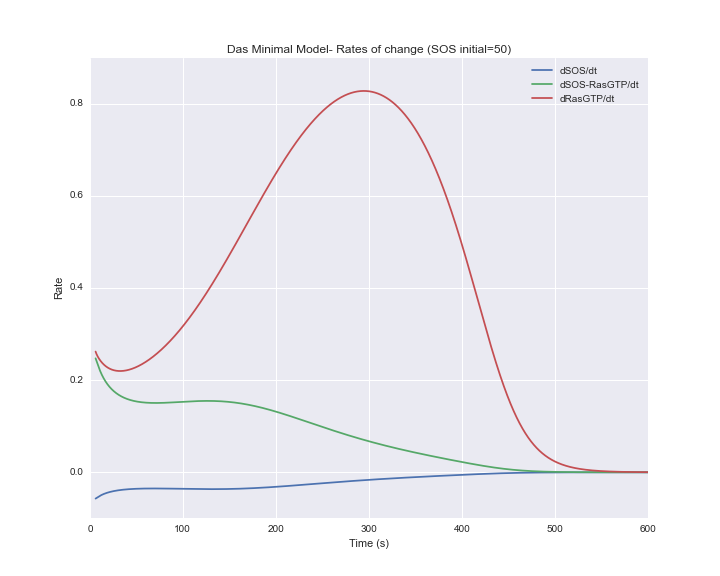 Das Minimal Model- Rates of change (SOS initial=50)
dSOS/dt
dSOS-RasGTP/dt
dRasGTP/dt
0.8
0.6
0.4
0.2
0.0
Rate
0 100 200 300 400 500 600
Time (s)